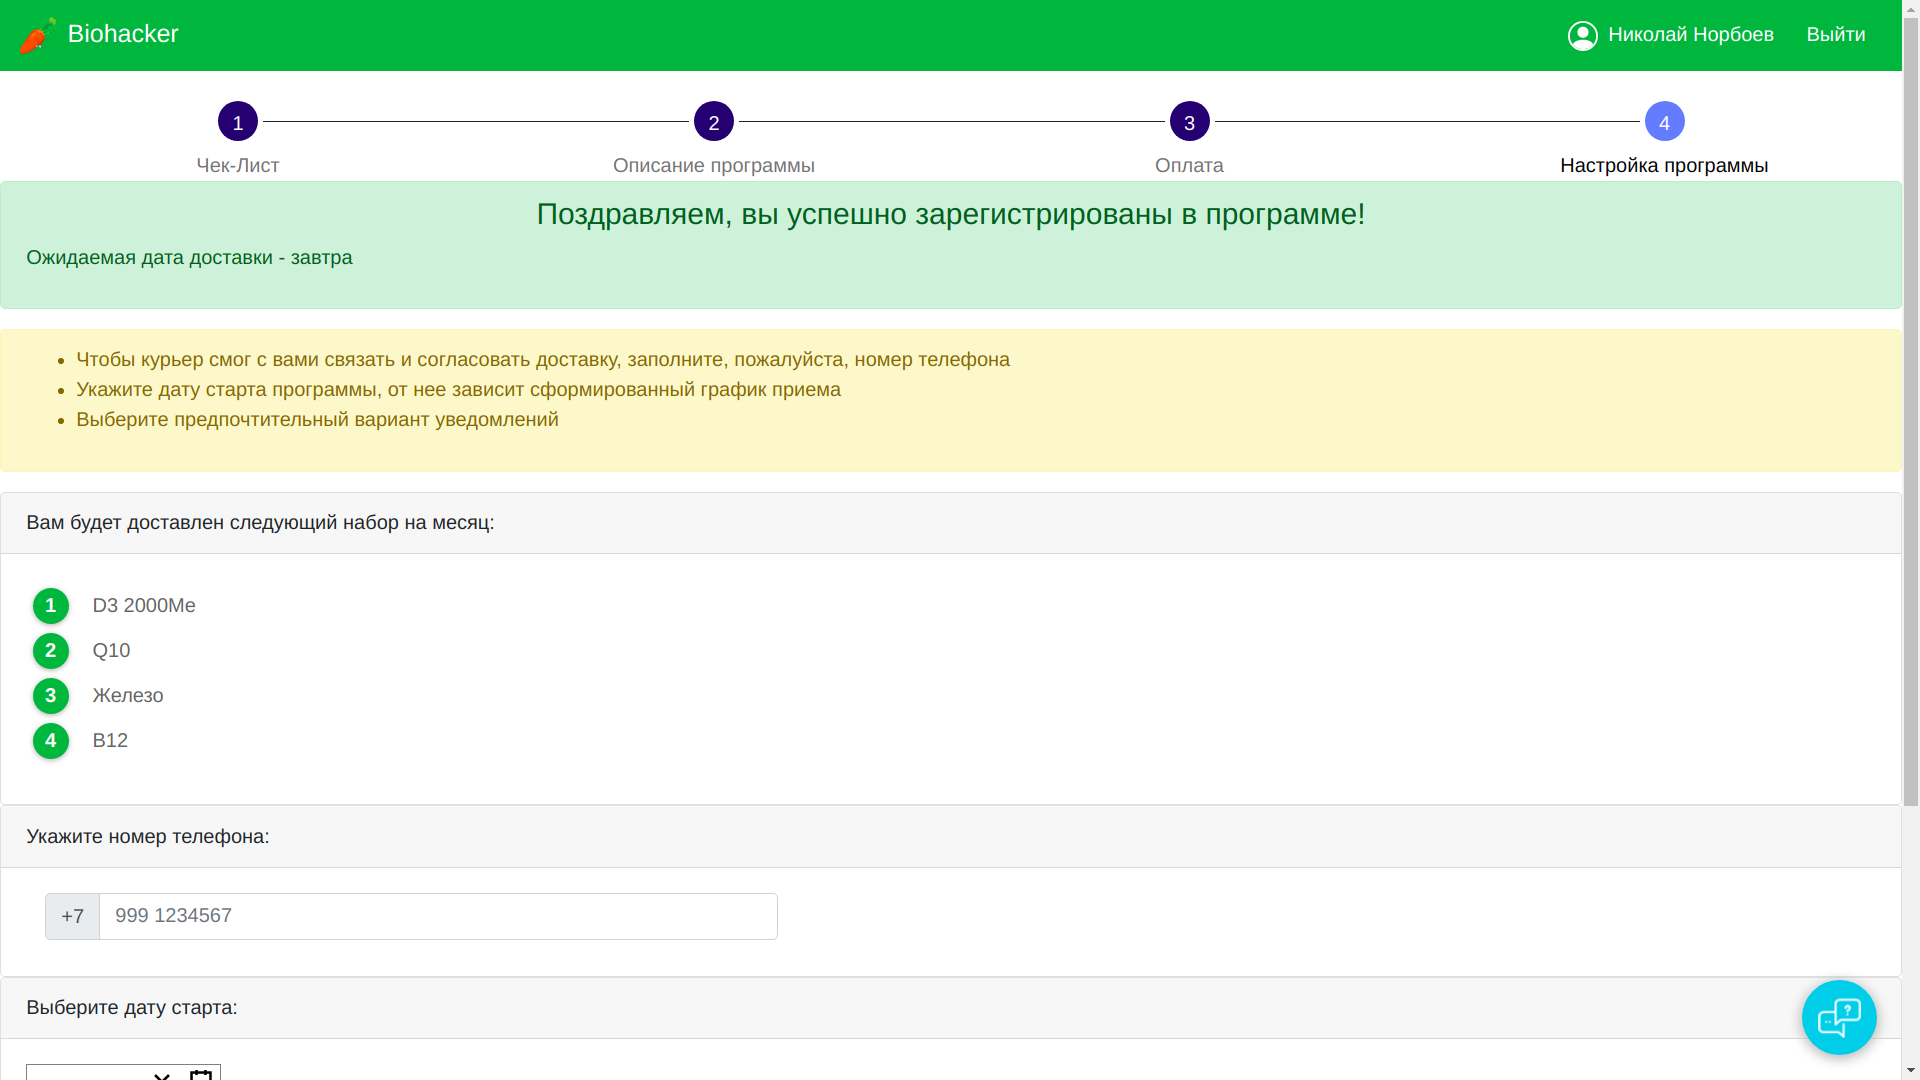 Biohacker
Николай Норбоев
Выйти
1
2
3
4
Чек-Лист
Описание программы
Оплата
Настройка программы
Поздравляем, вы успешно зарегистрированы в программе!
Ожидаемая дата доставки - завтра
Чтобы курьер смог с вами связать и согласовать доставку, заполните, пожалуйста, номер телефона
Укажите дату старта программы, от нее зависит сформированный график приема
Выберите предпочтительный вариант уведомлений
Вам будет доставлен следующий набор на месяц:
1 D3 2000Ме
2 Q10
3 Железо
4 B12
Укажите номер телефона:
+7 999 1234567
Выберите дату старта: